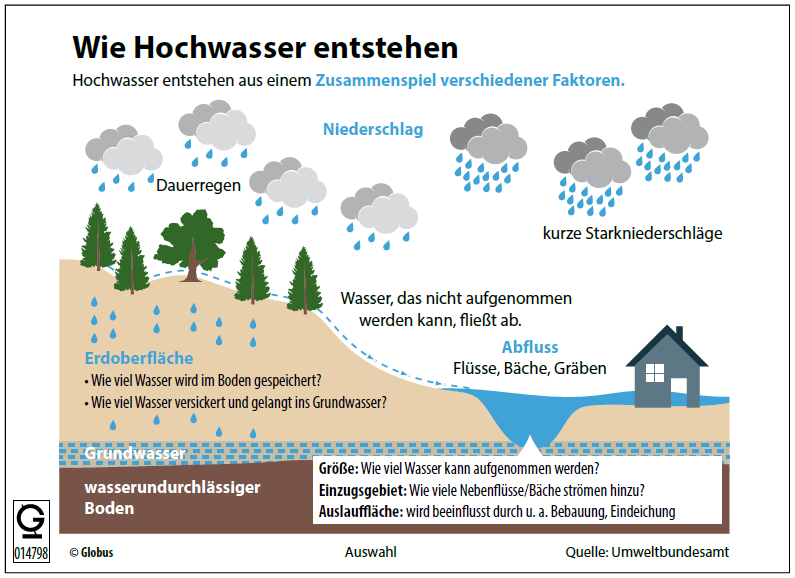 Wie Hochwasser entstehen
Hochwasser entstehen aus einem Zusammenspiel verschiedener Faktoren.
Niederschlag
Dauerregen
kurze Starkniederschläge
Wasser, das nicht aufgenommen
werden kann, fließt ab.
Abfluss
Flüsse, Bäche, Gräben
Erdoberfläche
• Wie viel Wasser wird im Boden gespeichert?
• Wie viel Wasser versickert und gelangt ins Grundwasser?
Grundwasser
wasserundurchlässiger
Boden
Größe: Wie viel Wasser kann aufgenommen werden?
Einzugsgebiet: Wie viele Nebenflüsse/Bäche strömen hinzu?
Auslauffläche: wird beeinflusst durch u. a. Bebauung, Eindeichung
G
014798
© Globus
Auswahl
Quelle: Umweltbundesamt